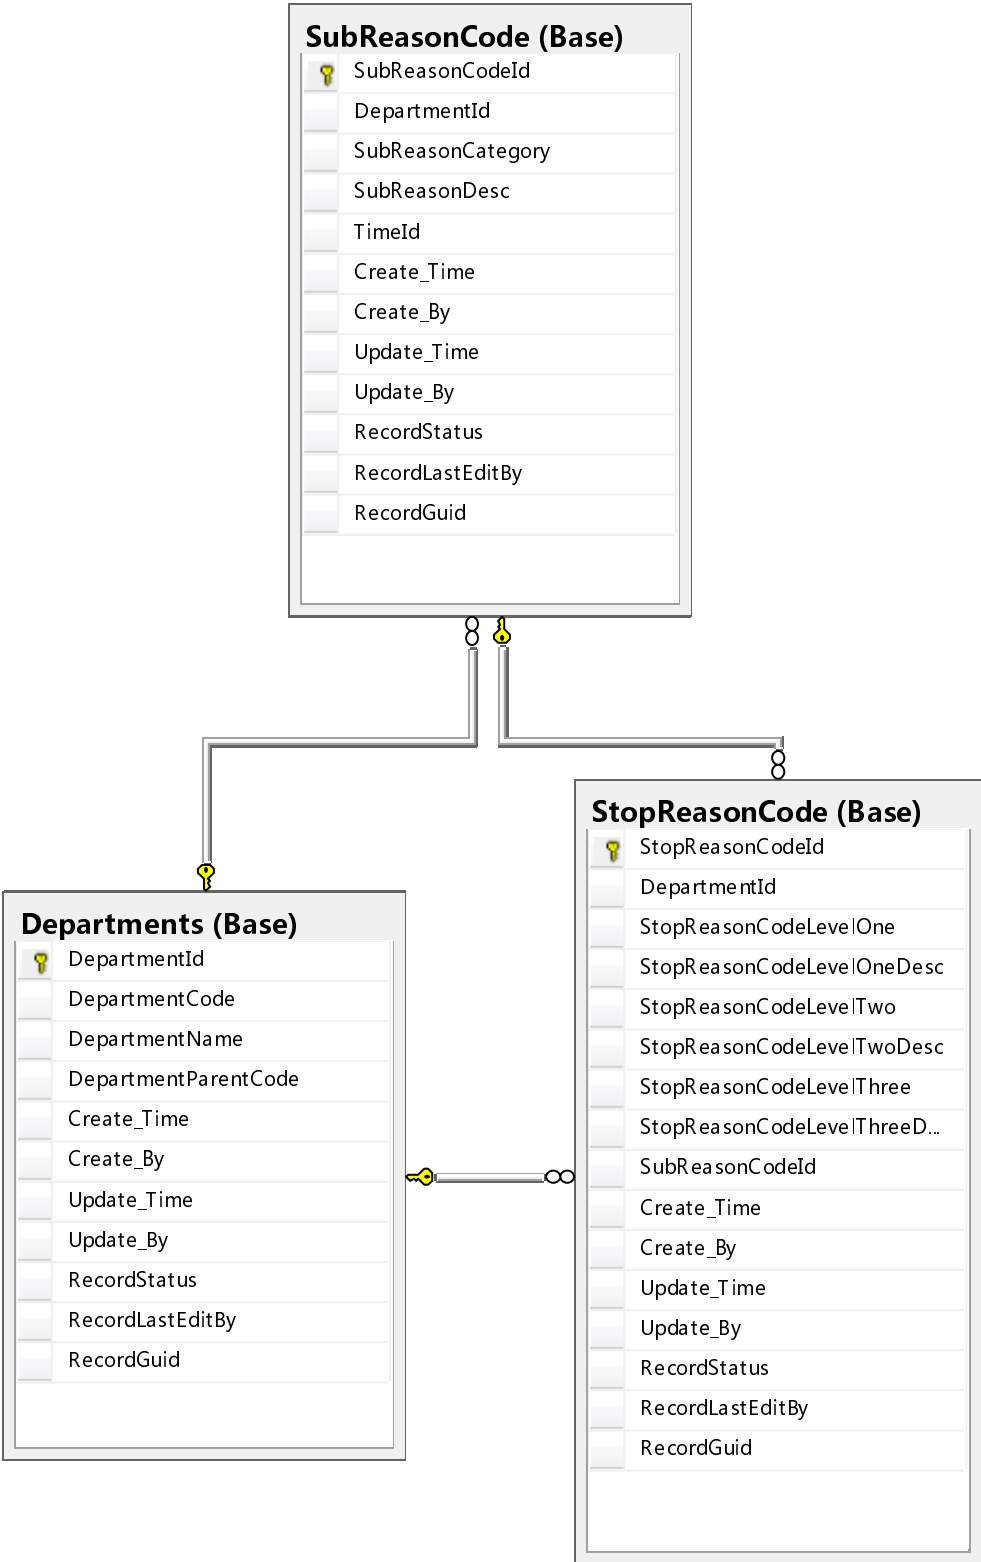 SubReasonCode (Base)
SubReasonCodeId
DepartmentId
SubReasonCategory
SubReasonDesc
TimeId
Create_Time
Create_By
Update_Time
Update_By
RecordStatus
RecordLastEditBy
RecordGuid
Departments (Base)
DepartmentId
DepartmentCode
DepartmentName
DepartmentParentCode
Create_Time
Create_By
Update_Time
Update_By
RecordStatus
RecordLastEditBy
RecordGuid
StopReasonCode (Base)
StopReasonCodeId
DepartmentId
StopReasonCodeLevelOne
StopReasonCodeLevelOneDesc
StopReasonCodeLevelTwo
StopReasonCodeLevelTwoDesc
StopReasonCodeLevelThree
StopReasonCodeLevelThreeD...
SubReasonCodeId
Create_Time
Create_By
Update_Time
Update_By
RecordStatus
RecordLastEditBy
RecordGuid